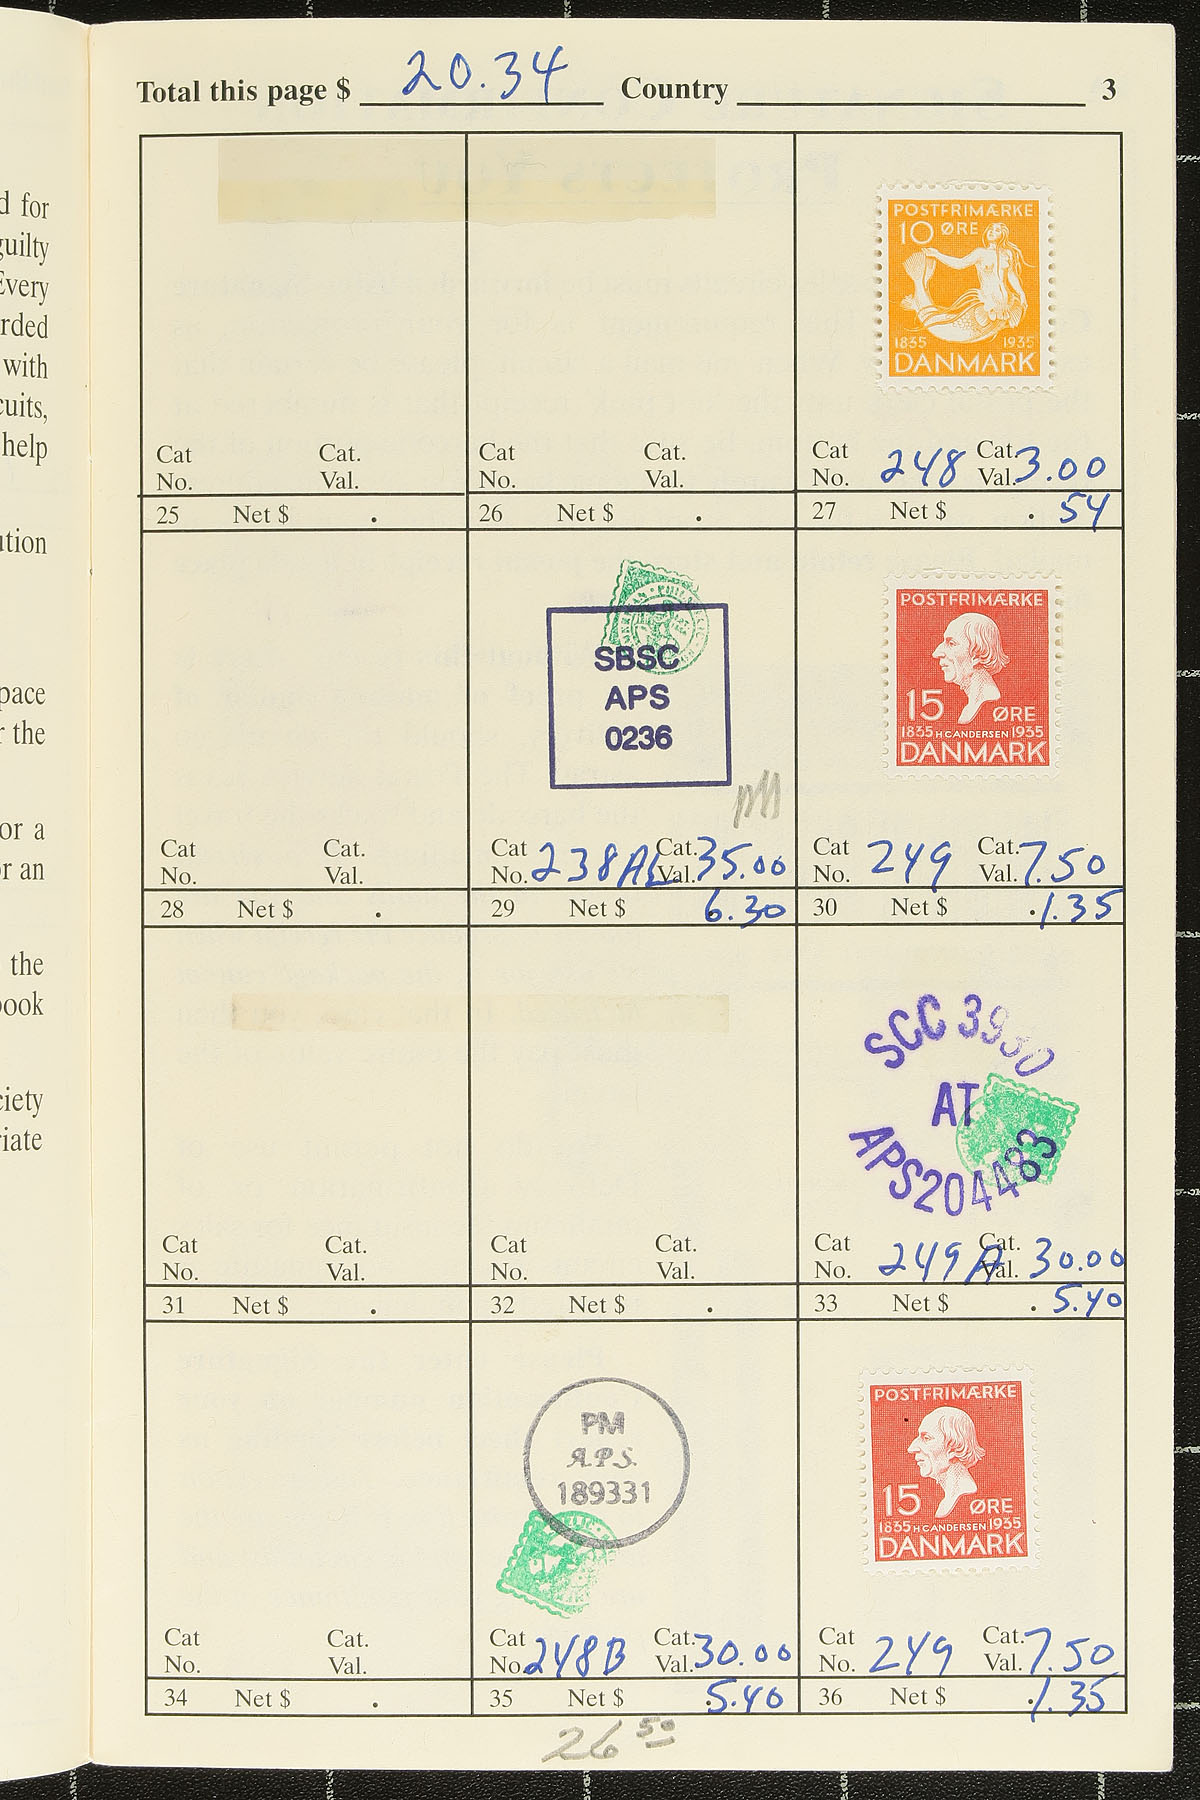 Total this page $ 20.34 Country 3
d for
guilty
Every
rded
with
cuits,
help
ution
pace
r the
or a
or an
the
book
ciety
riate
POSTFRIMÆRKE
10 ØRE
1835 1935
DANMARK
Cat No. Cat. Val.
25 Net $ .
Cat No. Cat. Val.
26 Net $ .
Cat No. 248 Cat. Val. 3.00
27 Net $ . 54
SBSC
APS
0236
POSTFRIMÆRKE
15 ØRE
1835 HCANDERSEN 1935
DANMARK
Cat No. Cat. Val.
28 Net $ .
Cat No. 238AL Cat. Val. 35.00
29 Net $ 6.30
Cat No. 249 Cat. Val. 7.50
30 Net $ .1.35
SCC 3930
AT
APS204483
Cat No. Cat. Val.
31 Net $ .
Cat No. Cat. Val.
32 Net $ .
Cat No. 249A Cat. Val. 30.00
33 Net $ . 5.40
PM
A.P.S.
189331
POSTFRIMÆRKE
15 ØRE
1835 HCANDERSEN 1935
DANMARK
Cat No. Cat. Val.
34 Net $ .
Cat No. 248B Cat. Val. 30.00
35 Net $ .5.40
Cat No. 249 Cat. Val. 7.50
36 Net $ .1.35
26 50